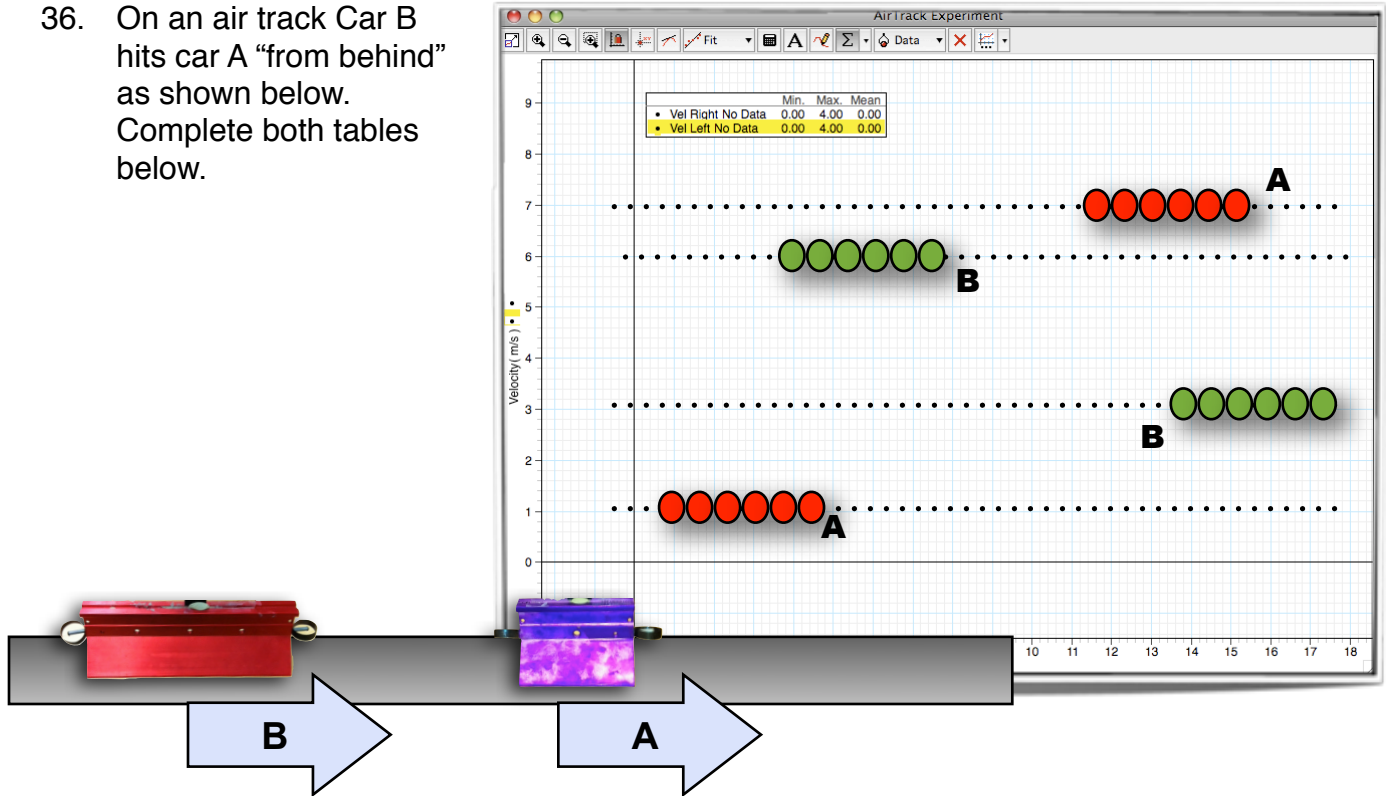 36. On an air track Car B
hits car A “from behind”
as shown below.
Complete both tables
below.
AirTrack Experiment
Fit
A
Σ
Data
Min. Max. Mean
• Vel Right No Data 0.00 4.00 0.00
• Vel Left No Data 0.00 4.00 0.00
9
8
7
6
5
4
3
2
1
0
Velocity( m/s )
A
B
B
A
10 11 12 13 14 15 16 17 18
B
A